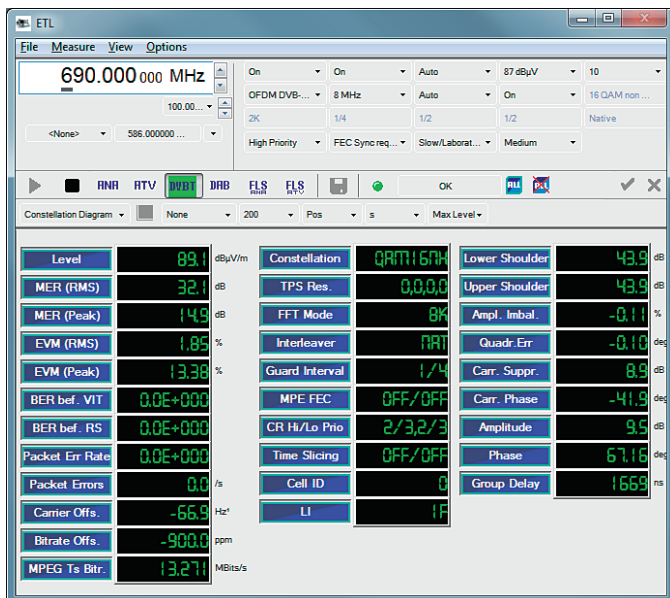 ETL
File Measure View Options
690.000 000 MHz
100.00...
<None> 586.000000 ...
On On Auto 87 dBµV 10
OFDM DVB-... 8 MHz Auto On 16 QAM non ...
2K 1/4 1/2 1/2 Native
High Priority FEC Sync req... Slow/Laborat... Medium
ANA ATV DVBT DAB FLS ANA FLS ATV OK ALL
Constellation Diagram None 200 Pos s Max Level
Level 89.1 dBµV/m Constellation QAM16NH Lower Shoulder 43.9 dB
MER (RMS) 32.1 dB TPS Res. 0,0,0,0 Upper Shoulder 43.9 dB
MER (Peak) 14.9 dB FFT Mode 8K Ampl. Imbal. -0.11 %
EVM (RMS) 1.85 % Interleaver NAT Quadr.Err -0.10 deg
EVM (Peak) 13.38 % Guard Interval 1/4 Carr. Suppr. 8.9 dB
BER bef. VIT 0.0E+000 MPE FEC OFF/OFF Carr. Phase -41.9 deg
BER bef. RS 0.0E+000 CR Hi/Lo Prio 2/3,2/3 Amplitude 9.5 dB
Packet Err Rate 0.0E+000 Time Slicing OFF/OFF Phase 67.16 deg
Packet Errors 0.0 /s Cell ID 0 Group Delay 1669 ns
Carrier Offs. -66.9 Hz* LI 1F
Bitrate Offs. -900.0 ppm
MPEG Ts Bitr. 13.271 MBits/s